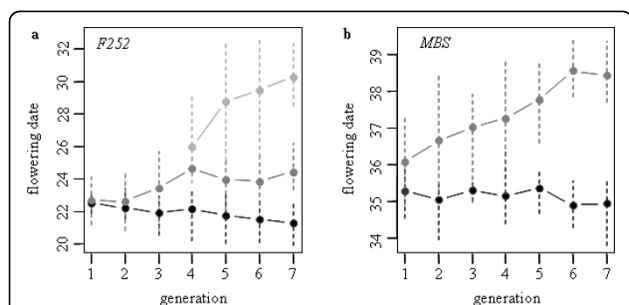 a F252
flowering date
32
30
28
26
24
22
20
1 2 3 4 5 6 7
generation
b MBS
flowering date
39
38
37
36
35
34
1 2 3 4 5 6 7
generation